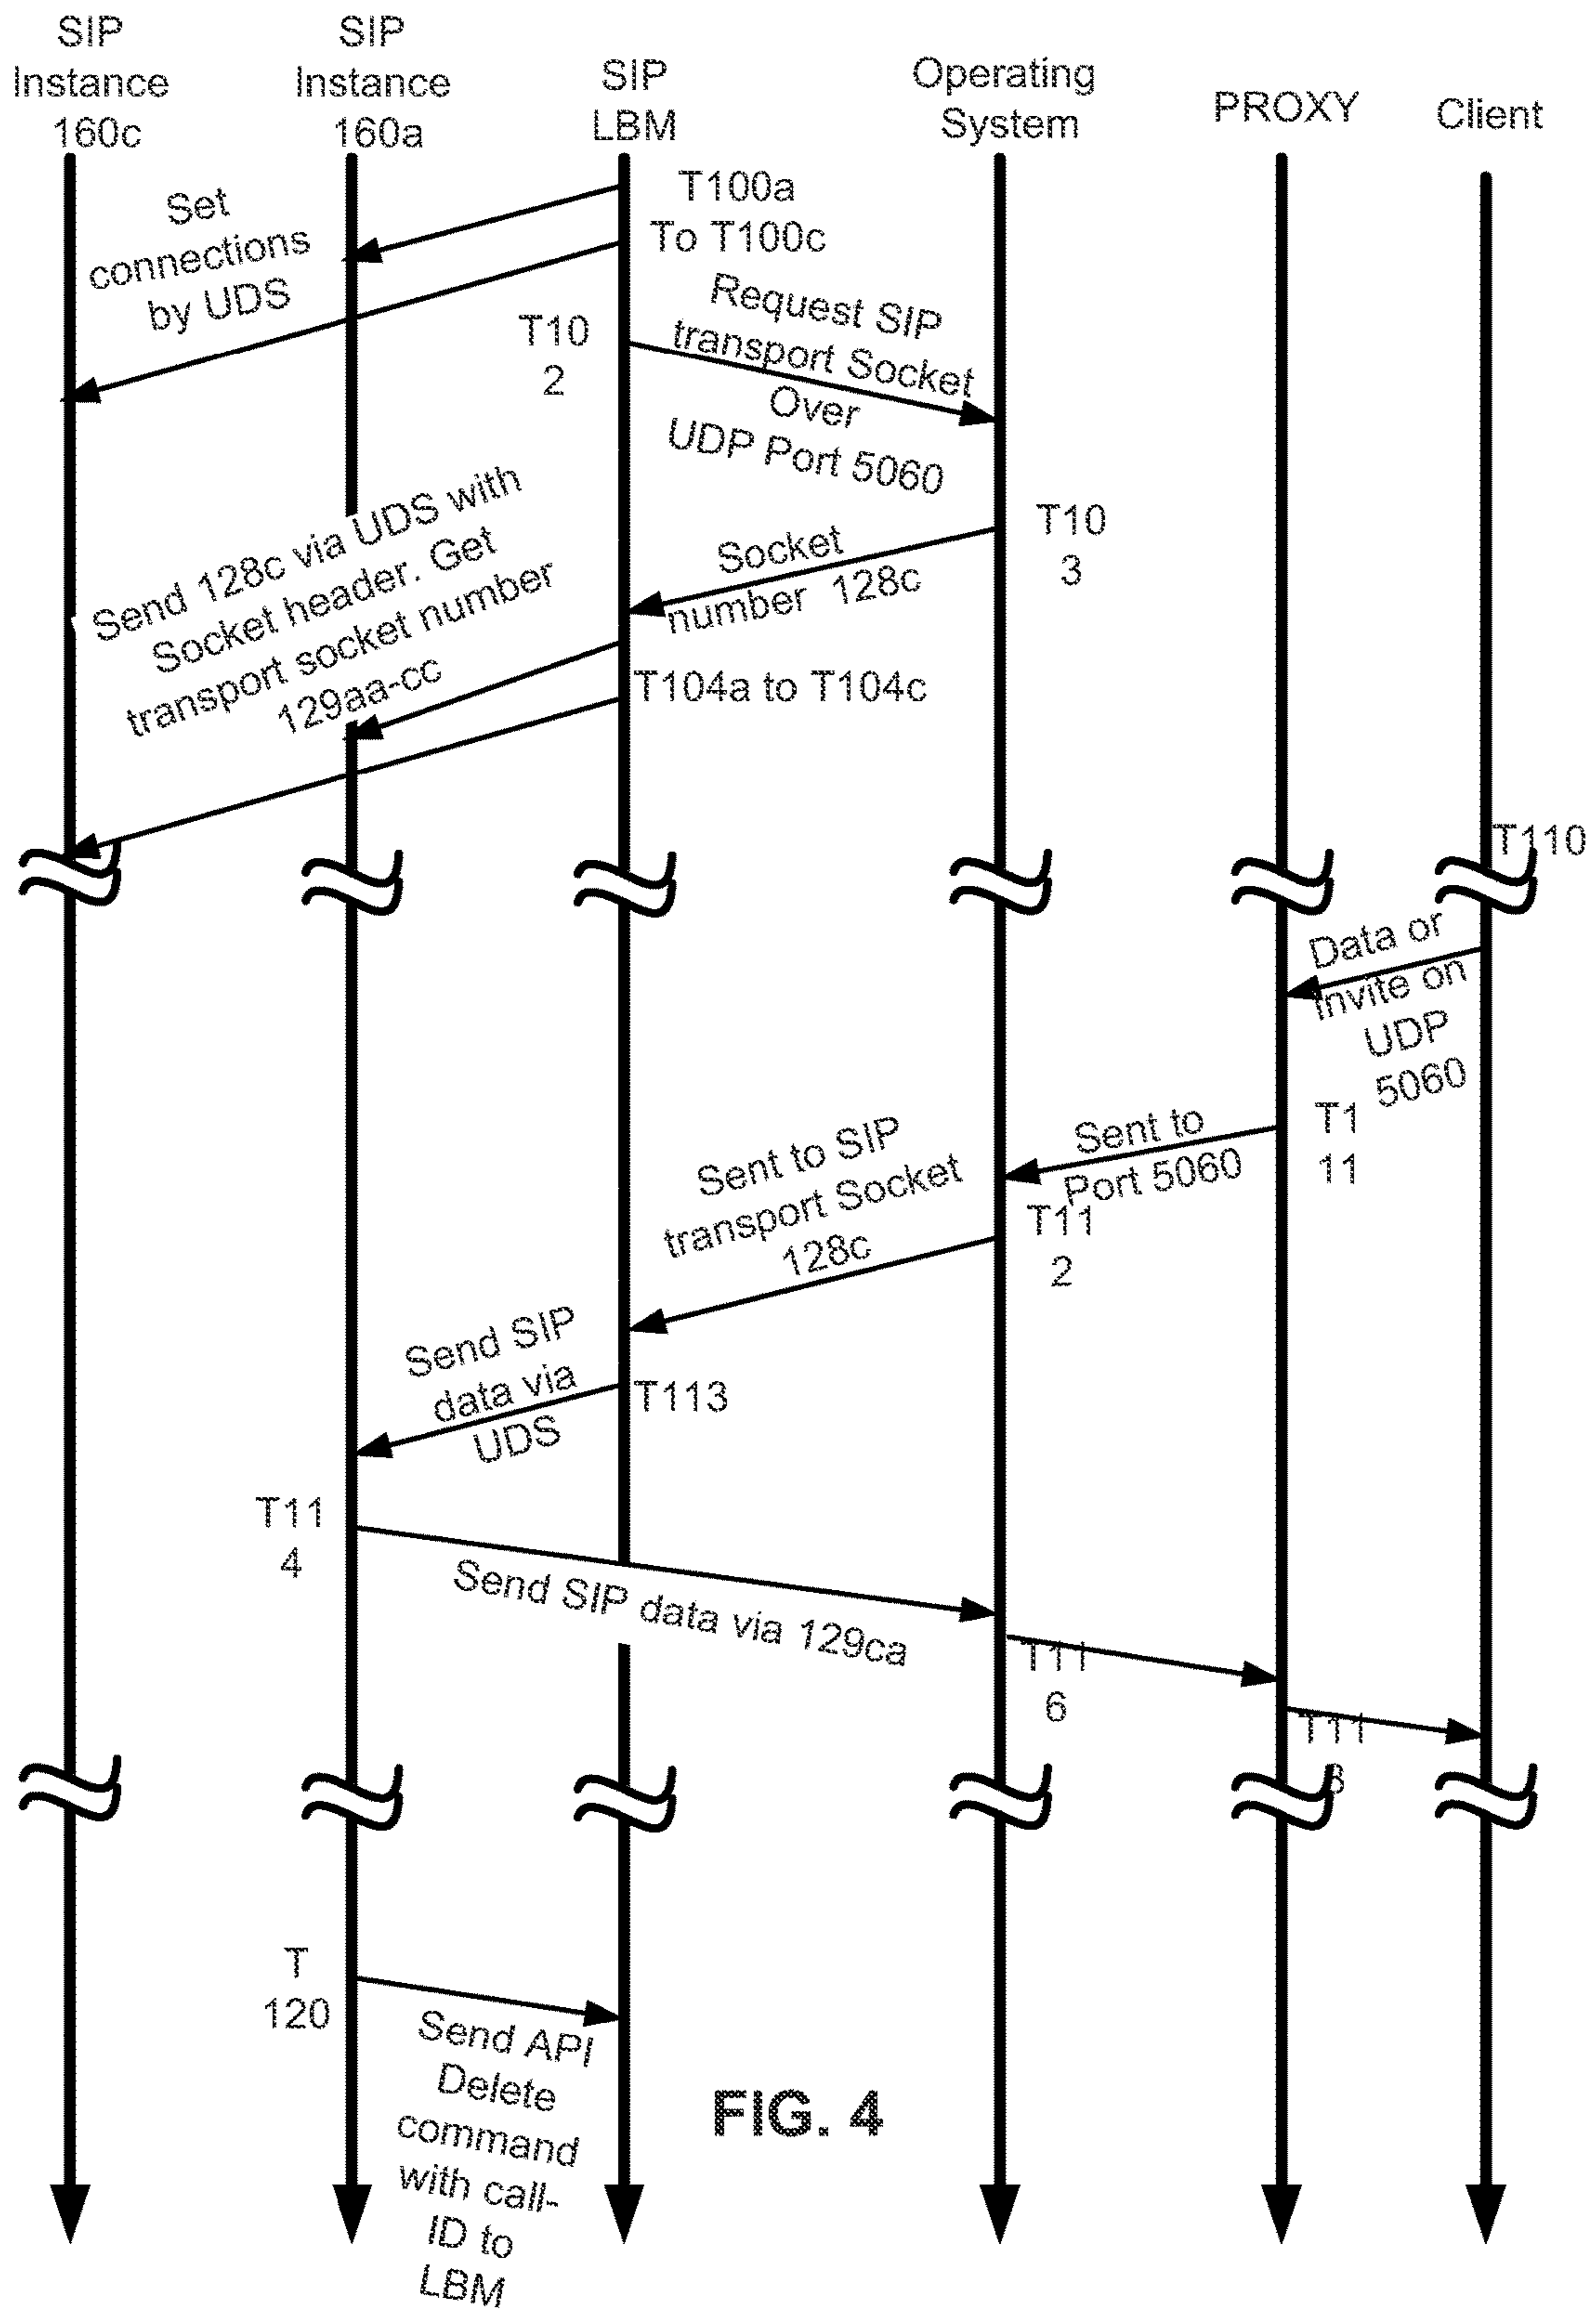 SIP
Instance
160c
SIP
Instance
160a
SIP
LBM
Operating
System
PROXY
Client
Set
connections
by UDS
T100a
To T100c
T10
2
Request SIP
transport Socket
Over
UDP Port 5060
T10
3
Socket
number 128c
Send 128c via UDS with
Socket header. Get
transport socket number
129aa-cc
T104a to T104c
T110
Data or
Invite on
UDP
5060
T1
11
Sent to
Port 5060
T11
2
Sent to SIP
transport Socket
128c
Send SIP
data via
UDS
T113
T11
4
Send SIP data via 129ca
T11
6
T11
8
T
120
Send API
Delete
command
with call-
ID to
LBM
FIG. 4